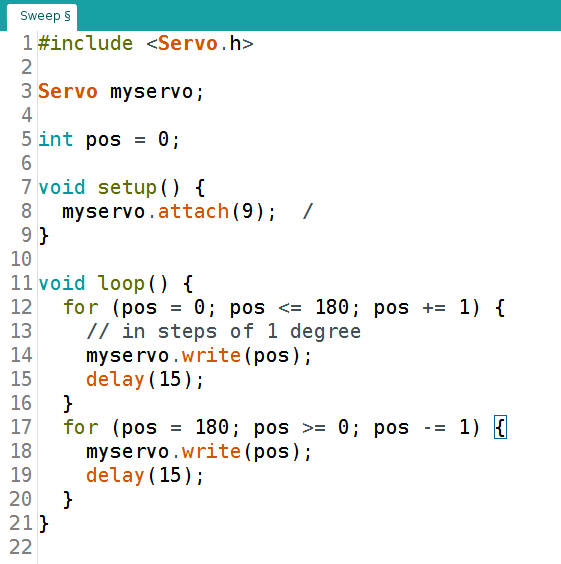 Sweep §
1 #include <Servo.h>
2
3 Servo myservo;
4
5 int pos = 0;
6
7 void setup() {
8   myservo.attach(9);  /
9 }
10
11 void loop() {
12   for (pos = 0; pos <= 180; pos += 1) {
13     // in steps of 1 degree
14     myservo.write(pos);
15     delay(15);
16   }
17   for (pos = 180; pos >= 0; pos -= 1) {
18     myservo.write(pos);
19     delay(15);
20   }
21 }
22